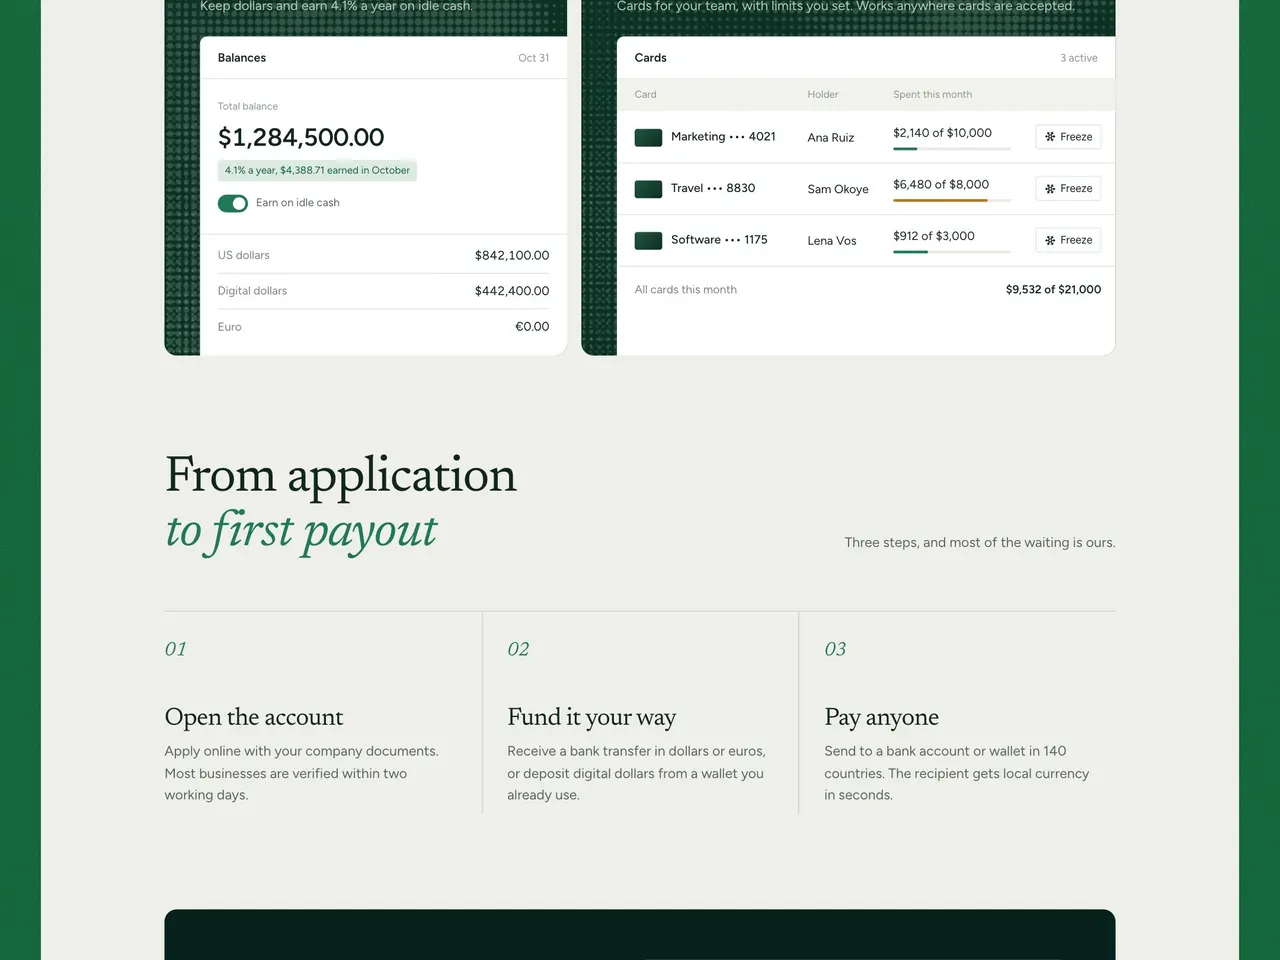 Keep dollars and earn 4.1% a year on idle cash.
Balances
Oct 31
Total balance
$1,284,500.00
4.1% a year, $4,388.71 earned in October
Earn on idle cash
US dollars
$842,100.00
Digital dollars
$442,400.00
Euro
€0.00
Cards for your team, with limits you set. Works anywhere cards are accepted.
Cards
3 active
Card Holder Spent this month
Marketing ••• 4021 Ana Ruiz $2,140 of $10,000 Freeze
Travel ••• 8830 Sam Okoye $6,480 of $8,000 Freeze
Software ••• 1175 Lena Vos $912 of $3,000 Freeze
All cards this month $9,532 of $21,000
From application
to first payout
Three steps, and most of the waiting is ours.
01
Open the account
Apply online with your company documents.
Most businesses are verified within two
working days.
02
Fund it your way
Receive a bank transfer in dollars or euros,
or deposit digital dollars from a wallet you
already use.
03
Pay anyone
Send to a bank account or wallet in 140
countries. The recipient gets local currency
in seconds.